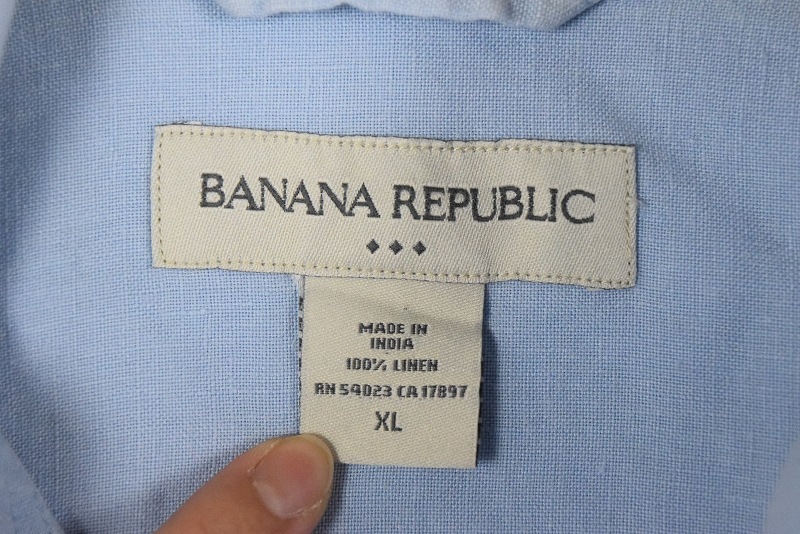 BANANA REPUBLIC
MADE IN
INDIA
100% LINEN
RN 54023 CA 17897
XL